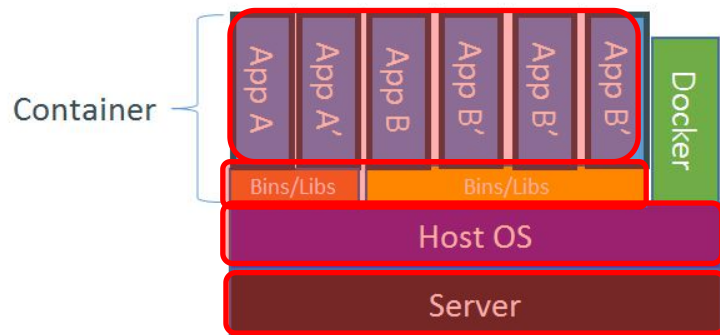 Container
App A
App A'
App B
App B'
App B'
App B'
Docker
Bins/Libs
Bins/Libs
Host OS
Server